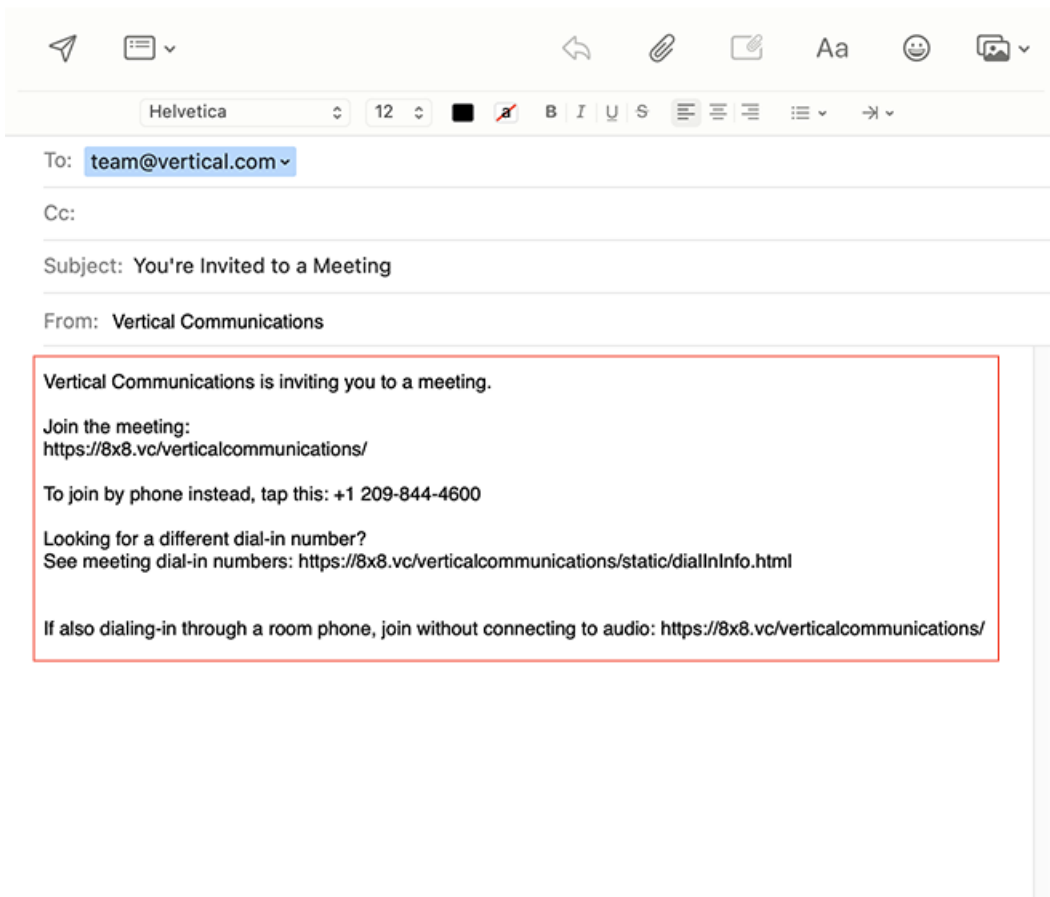 Aa
Helvetica 12 a B I U S
To: team@vertical.com
Cc:
Subject: You're Invited to a Meeting
From: Vertical Communications
Vertical Communications is inviting you to a meeting.
Join the meeting:
https://8x8.vc/verticalcommunications/
To join by phone instead, tap this: +1 209-844-4600
Looking for a different dial-in number?
See meeting dial-in numbers: https://8x8.vc/verticalcommunications/static/dialInInfo.html
If also dialing-in through a room phone, join without connecting to audio: https://8x8.vc/verticalcommunications/